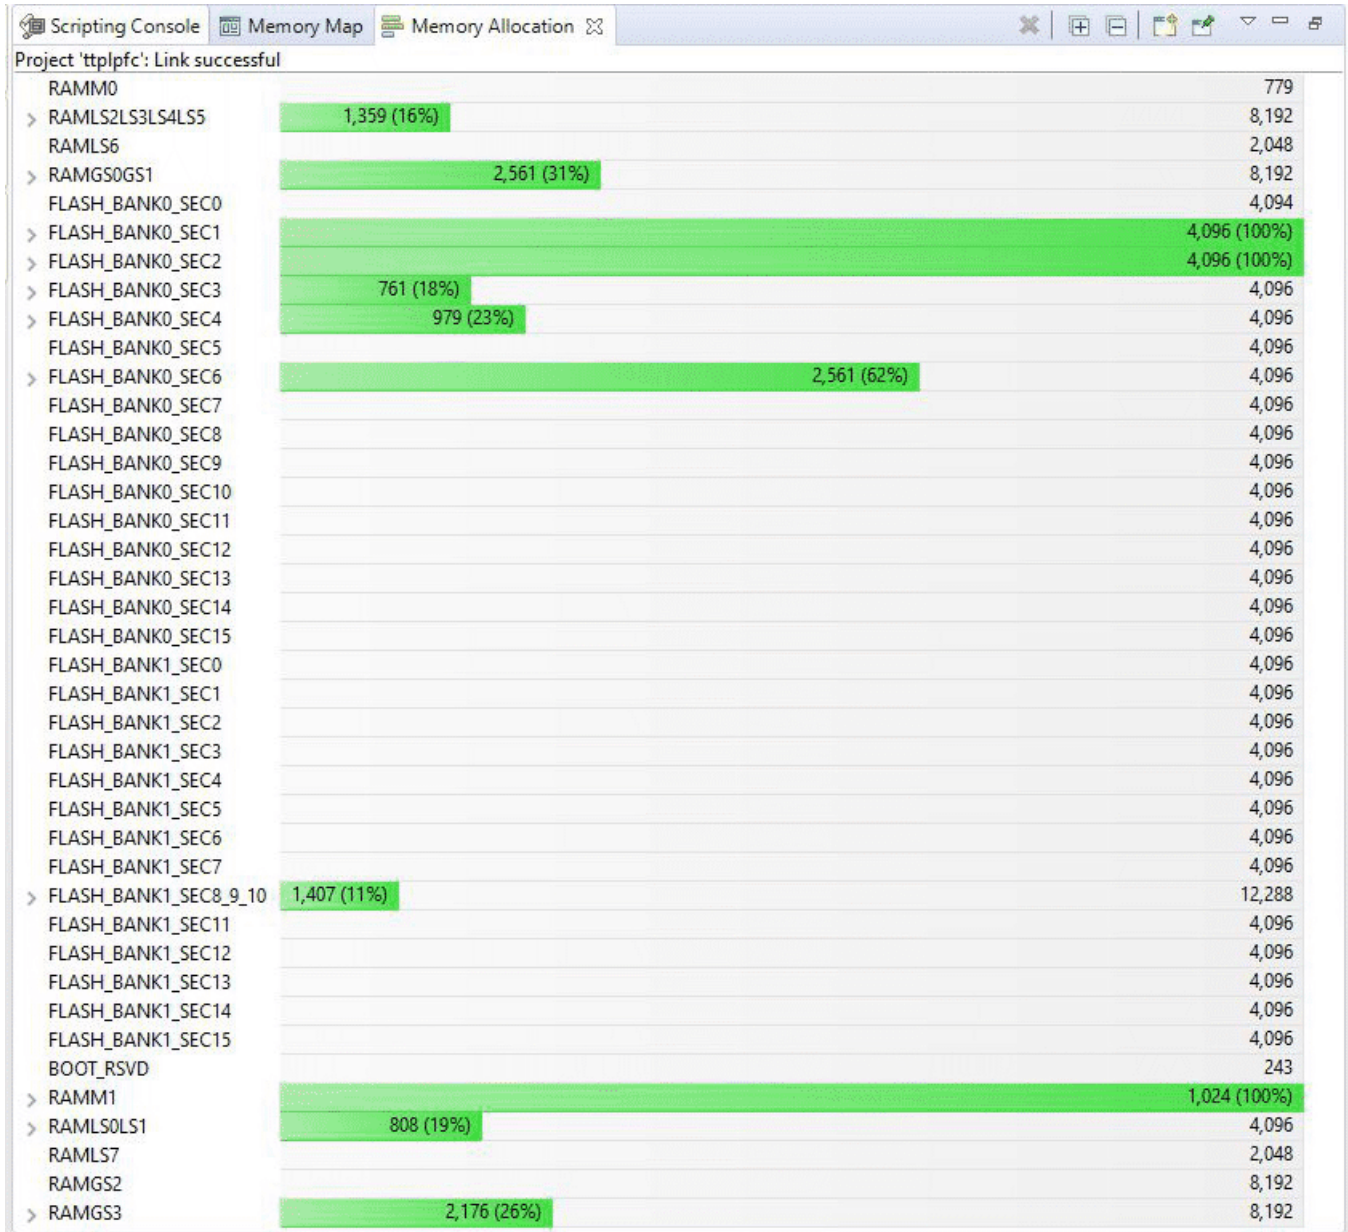 Scripting Console Memory Map Memory Allocation
Project 'ttplpfc': Link successful
RAMM0 779
RAMLS2LS3LS4LS5 1,359 (16%) 8,192
RAMLS6 2,048
RAMGS0GS1 2,561 (31%) 8,192
FLASH_BANK0_SEC0 4,094
FLASH_BANK0_SEC1 4,096 (100%)
FLASH_BANK0_SEC2 4,096 (100%)
FLASH_BANK0_SEC3 761 (18%) 4,096
FLASH_BANK0_SEC4 979 (23%) 4,096
FLASH_BANK0_SEC5 4,096
FLASH_BANK0_SEC6 2,561 (62%) 4,096
FLASH_BANK0_SEC7 4,096
FLASH_BANK0_SEC8 4,096
FLASH_BANK0_SEC9 4,096
FLASH_BANK0_SEC10 4,096
FLASH_BANK0_SEC11 4,096
FLASH_BANK0_SEC12 4,096
FLASH_BANK0_SEC13 4,096
FLASH_BANK0_SEC14 4,096
FLASH_BANK0_SEC15 4,096
FLASH_BANK1_SEC0 4,096
FLASH_BANK1_SEC1 4,096
FLASH_BANK1_SEC2 4,096
FLASH_BANK1_SEC3 4,096
FLASH_BANK1_SEC4 4,096
FLASH_BANK1_SEC5 4,096
FLASH_BANK1_SEC6 4,096
FLASH_BANK1_SEC7 4,096
FLASH_BANK1_SEC8_9_10 1,407 (11%) 12,288
FLASH_BANK1_SEC11 4,096
FLASH_BANK1_SEC12 4,096
FLASH_BANK1_SEC13 4,096
FLASH_BANK1_SEC14 4,096
FLASH_BANK1_SEC15 4,096
BOOT_RSVD 243
RAMM1 1,024 (100%)
RAMLS0LS1 808 (19%) 4,096
RAMLS7 2,048
RAMGS2 8,192
RAMGS3 2,176 (26%) 8,192